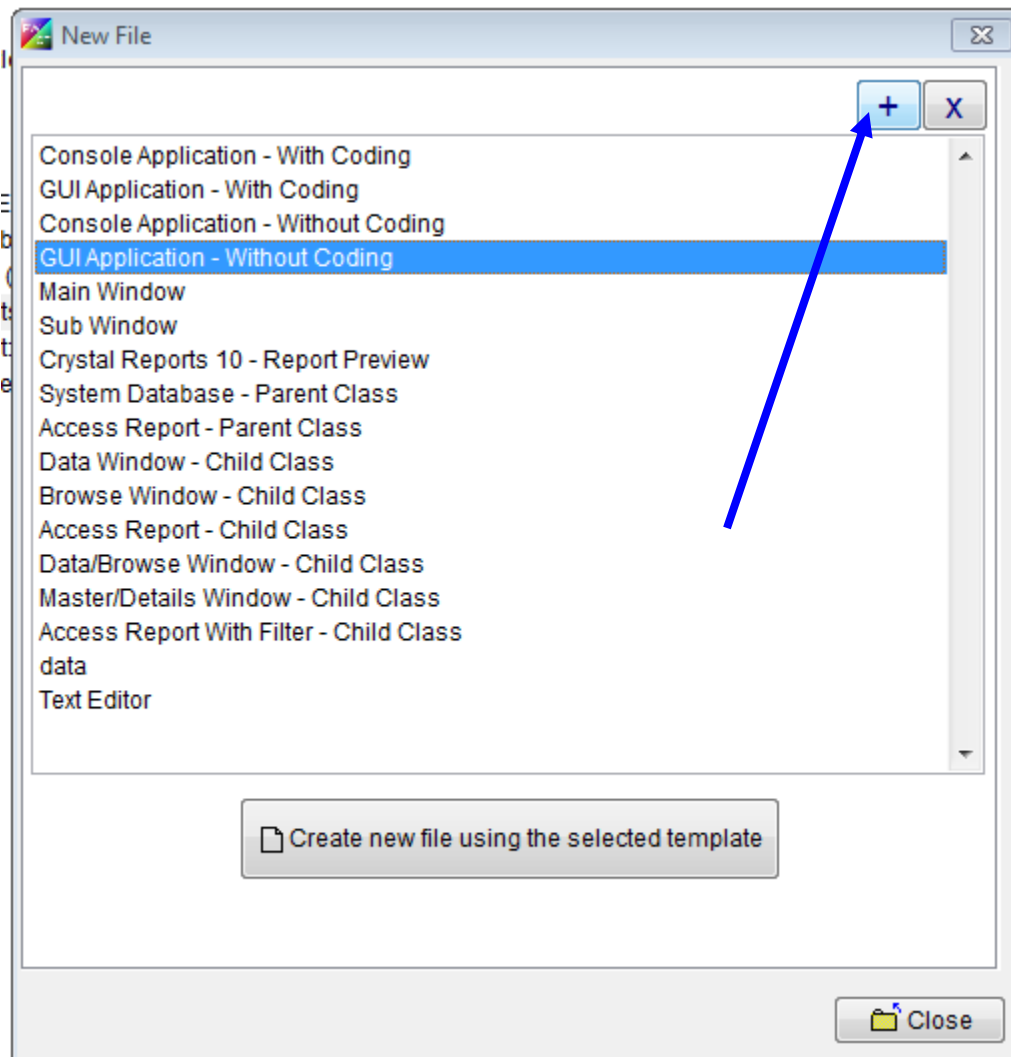 New File
+ x
Console Application - With Coding
GUI Application - With Coding
Console Application - Without Coding
GUI Application - Without Coding
Main Window
Sub Window
Crystal Reports 10 - Report Preview
System Database - Parent Class
Access Report - Parent Class
Data Window - Child Class
Browse Window - Child Class
Access Report - Child Class
Data/Browse Window - Child Class
Master/Details Window - Child Class
Access Report With Filter - Child Class
data
Text Editor
Create new file using the selected template
Close